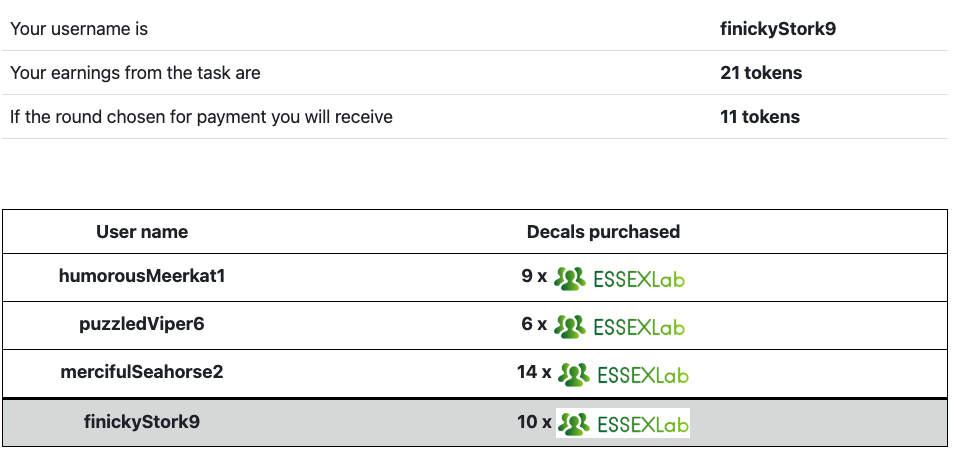 Your username is finickyStork9
Your earnings from the task are 21 tokens
If the round chosen for payment you will receive 11 tokens
User name Decals purchased
humorousMeerkat1 9 x ESSEXLab
puzzledViper6 6 x ESSEXLab
mercifulSeahorse2 14 x ESSEXLab
finickyStork9 10 x ESSEXLab